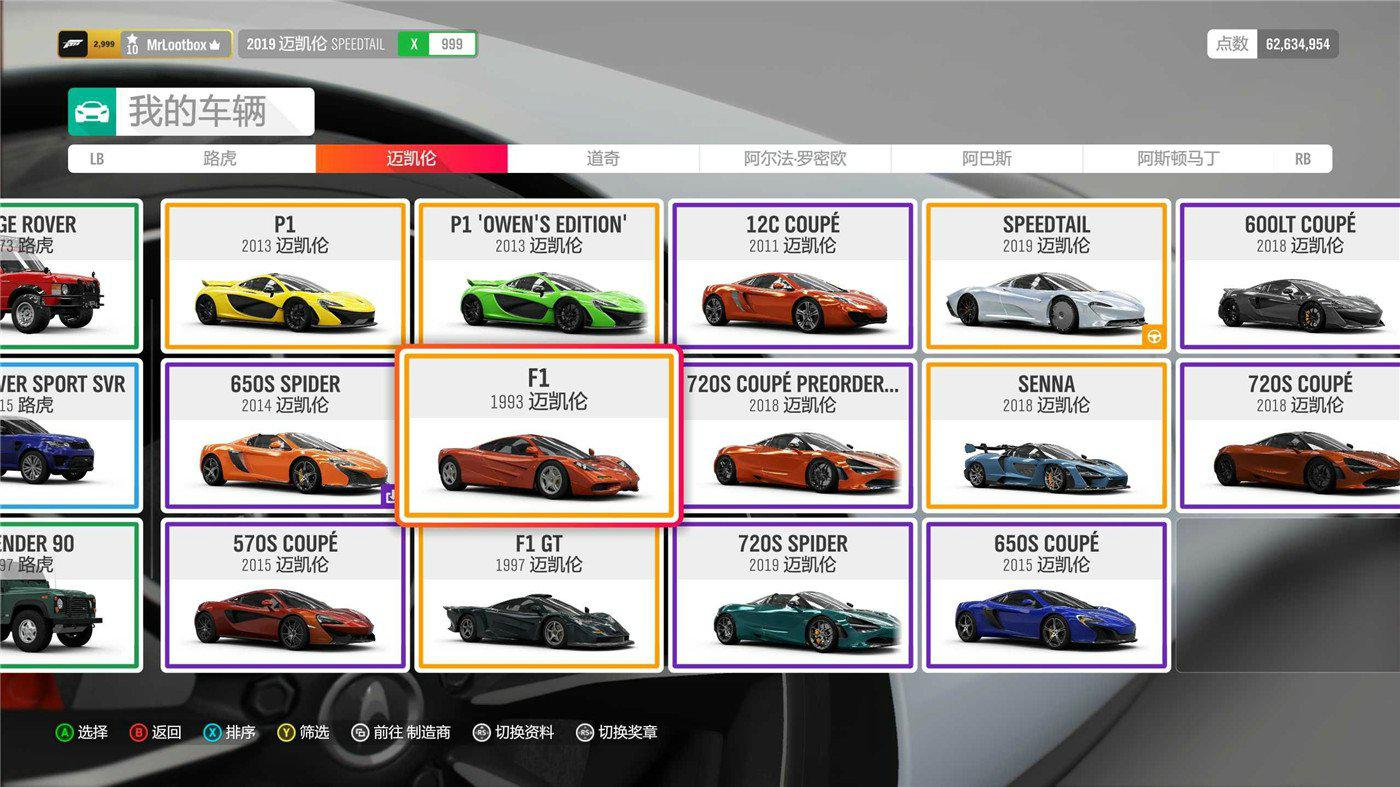 2,999 10 MrLootbox
2019 迈凯伦 SPEEDTAIL X 999
点数 62,634,954
我的车辆
LB 路虎 迈凯伦 道奇 阿尔法·罗密欧 阿巴斯 阿斯顿马丁 RB
GE ROVER
73 路虎
P1
2013 迈凯伦
P1 'OWEN'S EDITION'
2013 迈凯伦
12C COUPÉ
2011 迈凯伦
SPEEDTAIL
2019 迈凯伦
600LT COUPÉ
2018 迈凯伦
VER SPORT SVR
15 路虎
650S SPIDER
2014 迈凯伦
F1
1993 迈凯伦
720S COUPÉ PREORDER...
2018 迈凯伦
SENNA
2018 迈凯伦
720S COUPÉ
2018 迈凯伦
ENDER 90
97 路虎
570S COUPÉ
2015 迈凯伦
F1 GT
1997 迈凯伦
720S SPIDER
2019 迈凯伦
650S COUPÉ
2015 迈凯伦
A 选择 B 返回 X 排序 Y 筛选 前往 制造商 RS 切换资料 RS 切换奖章